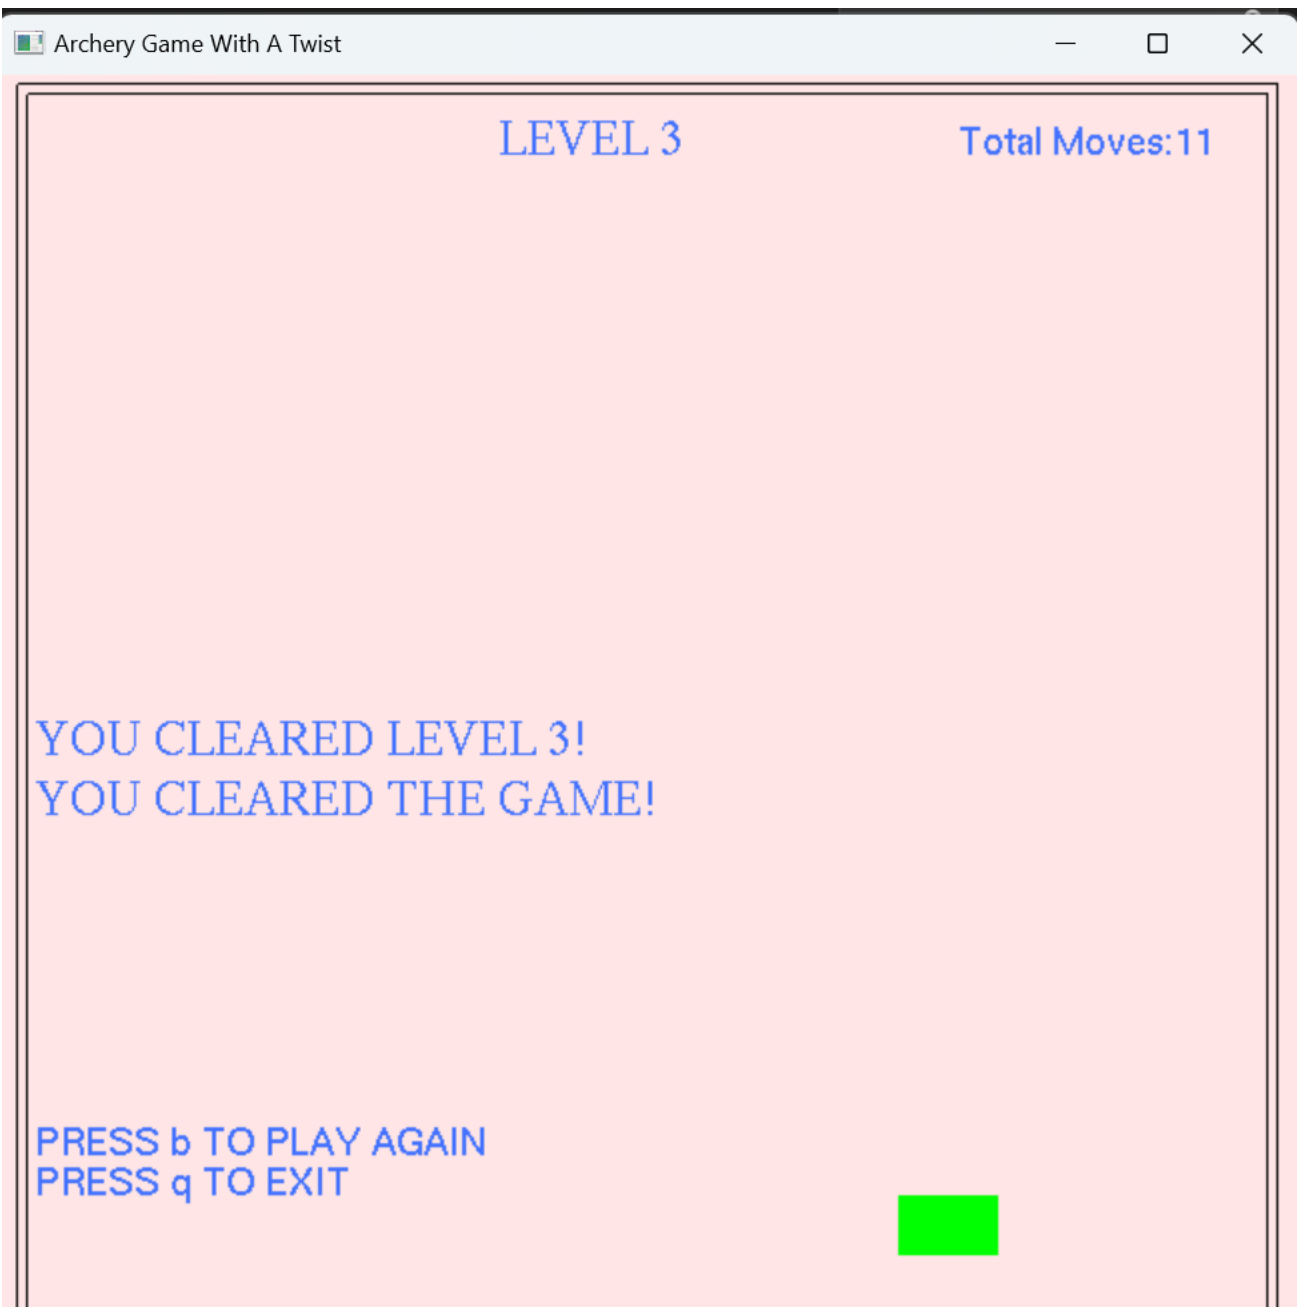 Archery Game With A Twist
LEVEL 3
Total Moves:11
YOU CLEARED LEVEL 3!
YOU CLEARED THE GAME!
PRESS b TO PLAY AGAIN
PRESS q TO EXIT